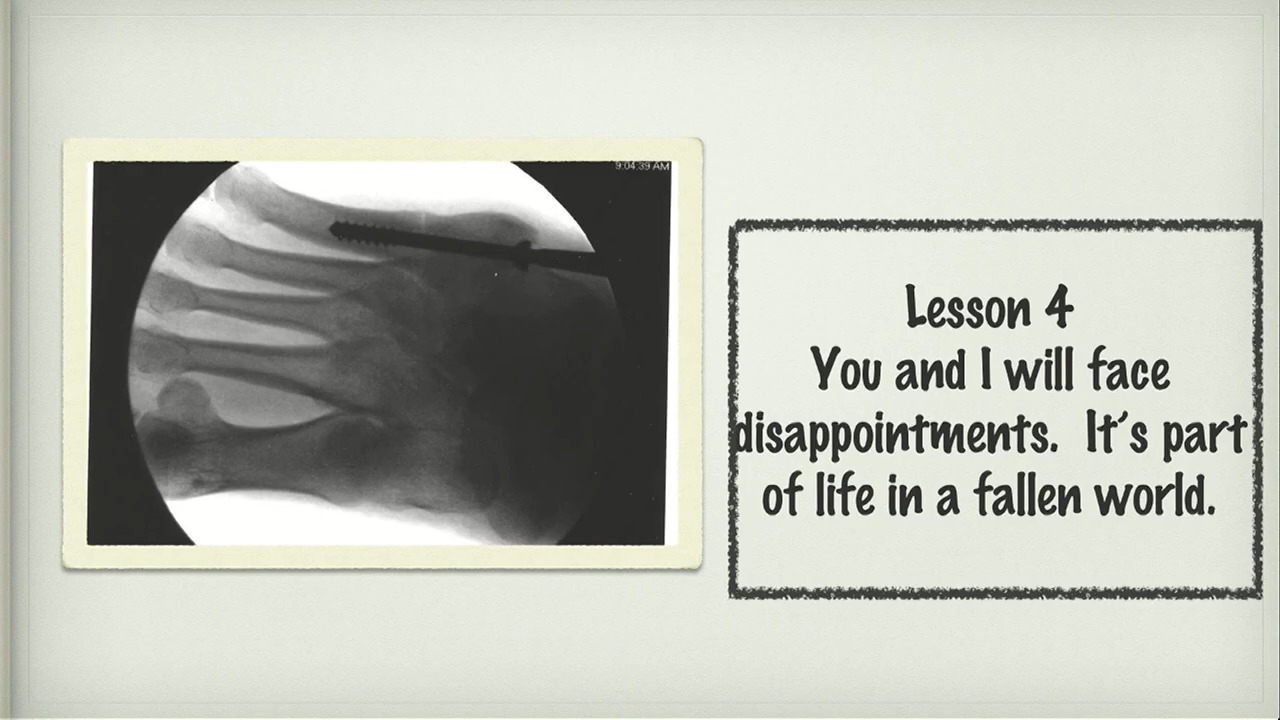 9:04:39 AM
Lesson 4
You and I will face
disappointments.  It's part
of life in a fallen world.